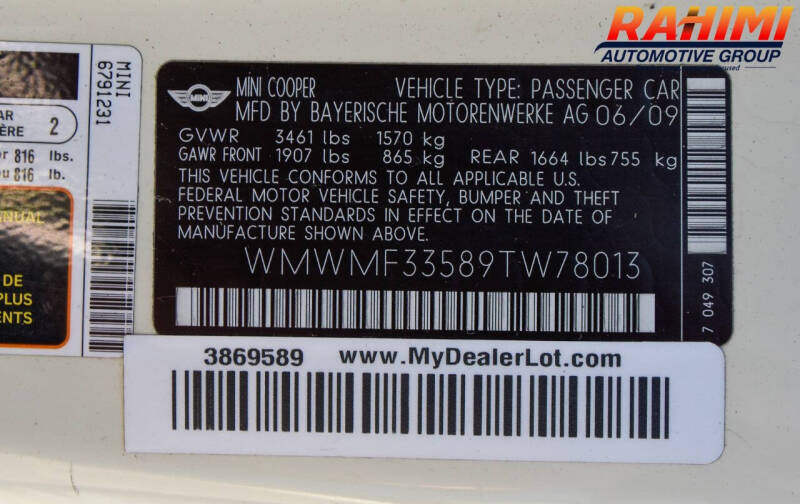 RAHIMI
AUTOMOTIVE GROUP
MINI
6791231
2
816 lbs.
816 lb.
DE
PLUS
MINI
MINI COOPER VEHICLE TYPE: PASSENGER CAR
MFD BY BAYERISCHE MOTORENWERKE AG 06/09
GVWR 3461 lbs 1570 kg
GAWR FRONT 1907 lbs 865 kg REAR 1664 lbs 755 kg
THIS VEHICLE CONFORMS TO ALL APPLICABLE U.S.
FEDERAL MOTOR VEHICLE SAFETY, BUMPER AND THEFT
PREVENTION STANDARDS IN EFFECT ON THE DATE OF
MANUFACTURE SHOWN ABOVE.
WMWMF33589TW78013
7 049 307
3869589 www.MyDealerLot.com